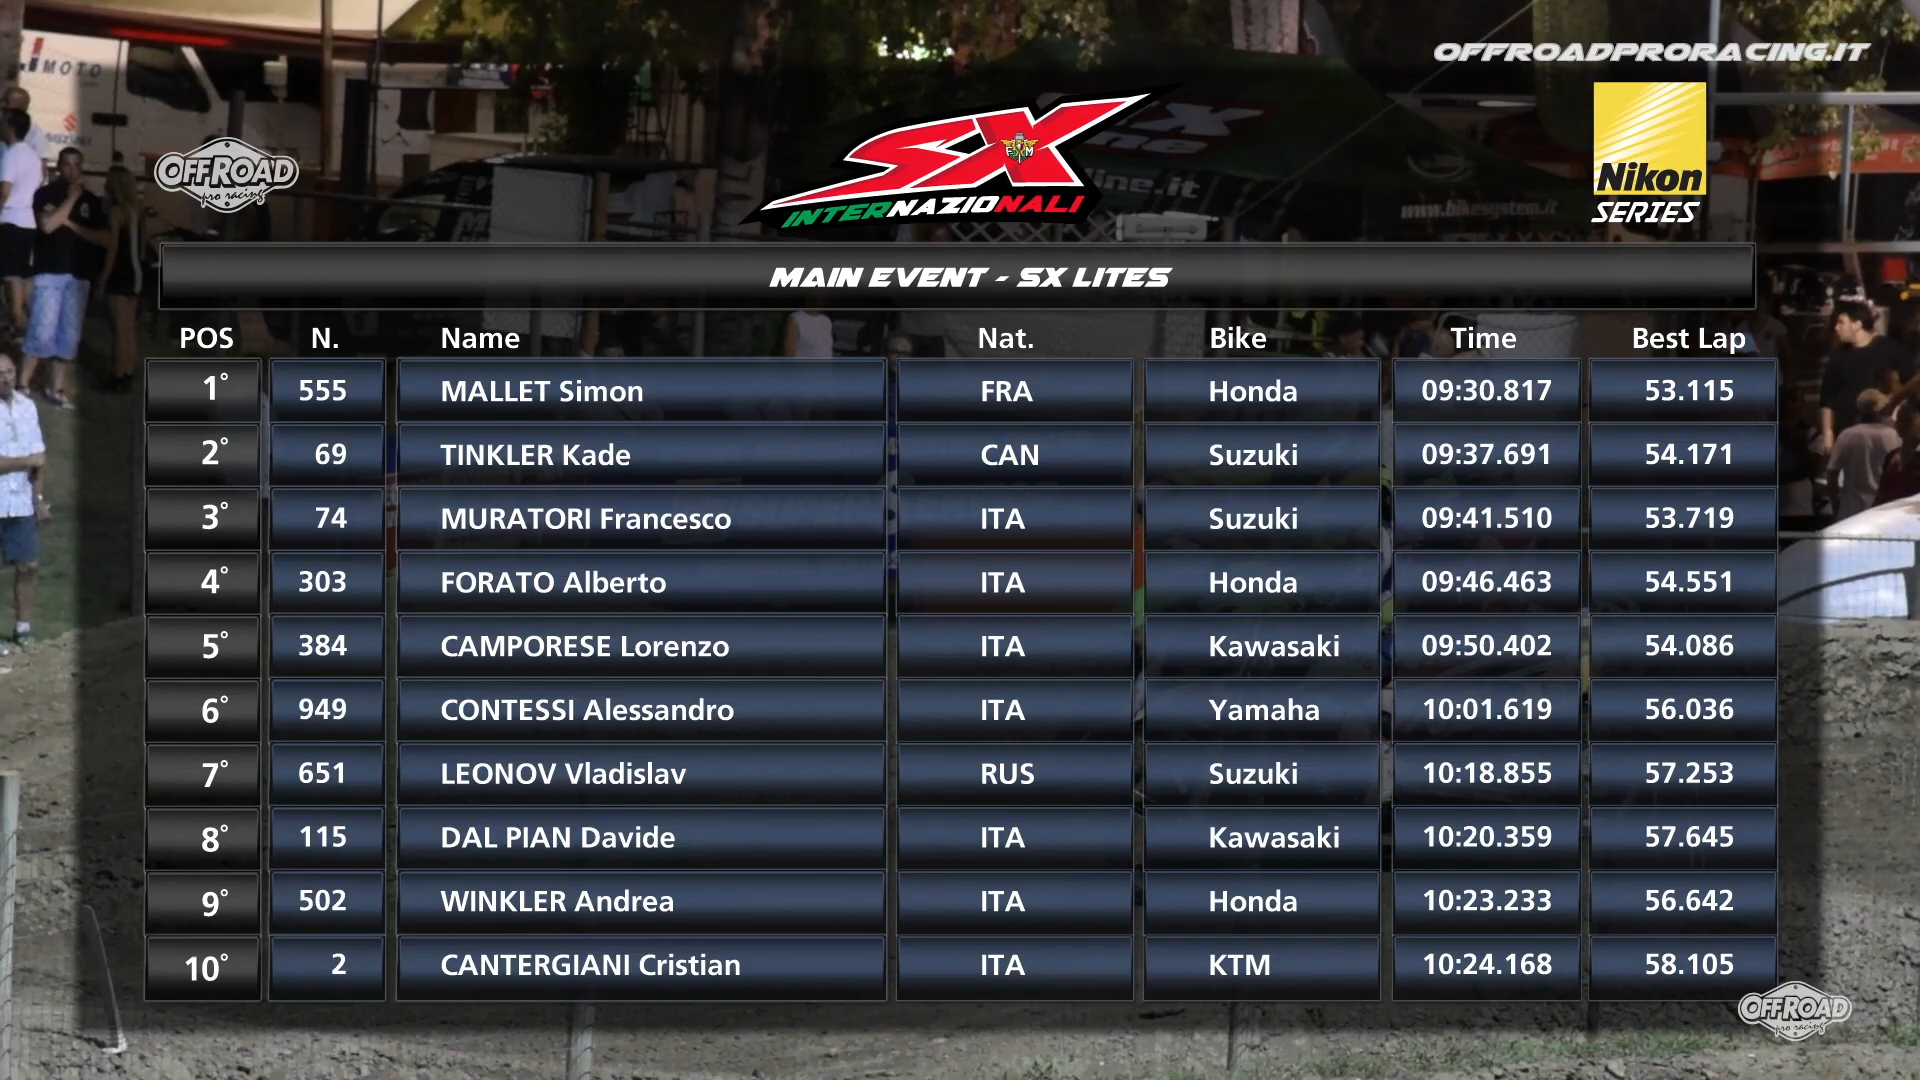 OFFROADPRORACING.IT
MOTO
SUZUKI
OFFROAD
pro racing
SX
FXM
INTERNAZIONALI
www.bikesystem.it
Nikon
SERIES
MAIN EVENT - SX LITES
POS N. Name Nat. Bike Time Best Lap
1° 555 MALLET Simon FRA Honda 09:30.817 53.115
2° 69 TINKLER Kade CAN Suzuki 09:37.691 54.171
3° 74 MURATORI Francesco ITA Suzuki 09:41.510 53.719
4° 303 FORATO Alberto ITA Honda 09:46.463 54.551
5° 384 CAMPORESE Lorenzo ITA Kawasaki 09:50.402 54.086
6° 949 CONTESSI Alessandro ITA Yamaha 10:01.619 56.036
7° 651 LEONOV Vladislav RUS Suzuki 10:18.855 57.253
8° 115 DAL PIAN Davide ITA Kawasaki 10:20.359 57.645
9° 502 WINKLER Andrea ITA Honda 10:23.233 56.642
10° 2 CANTERGIANI Cristian ITA KTM 10:24.168 58.105
OFFROAD
pro racing